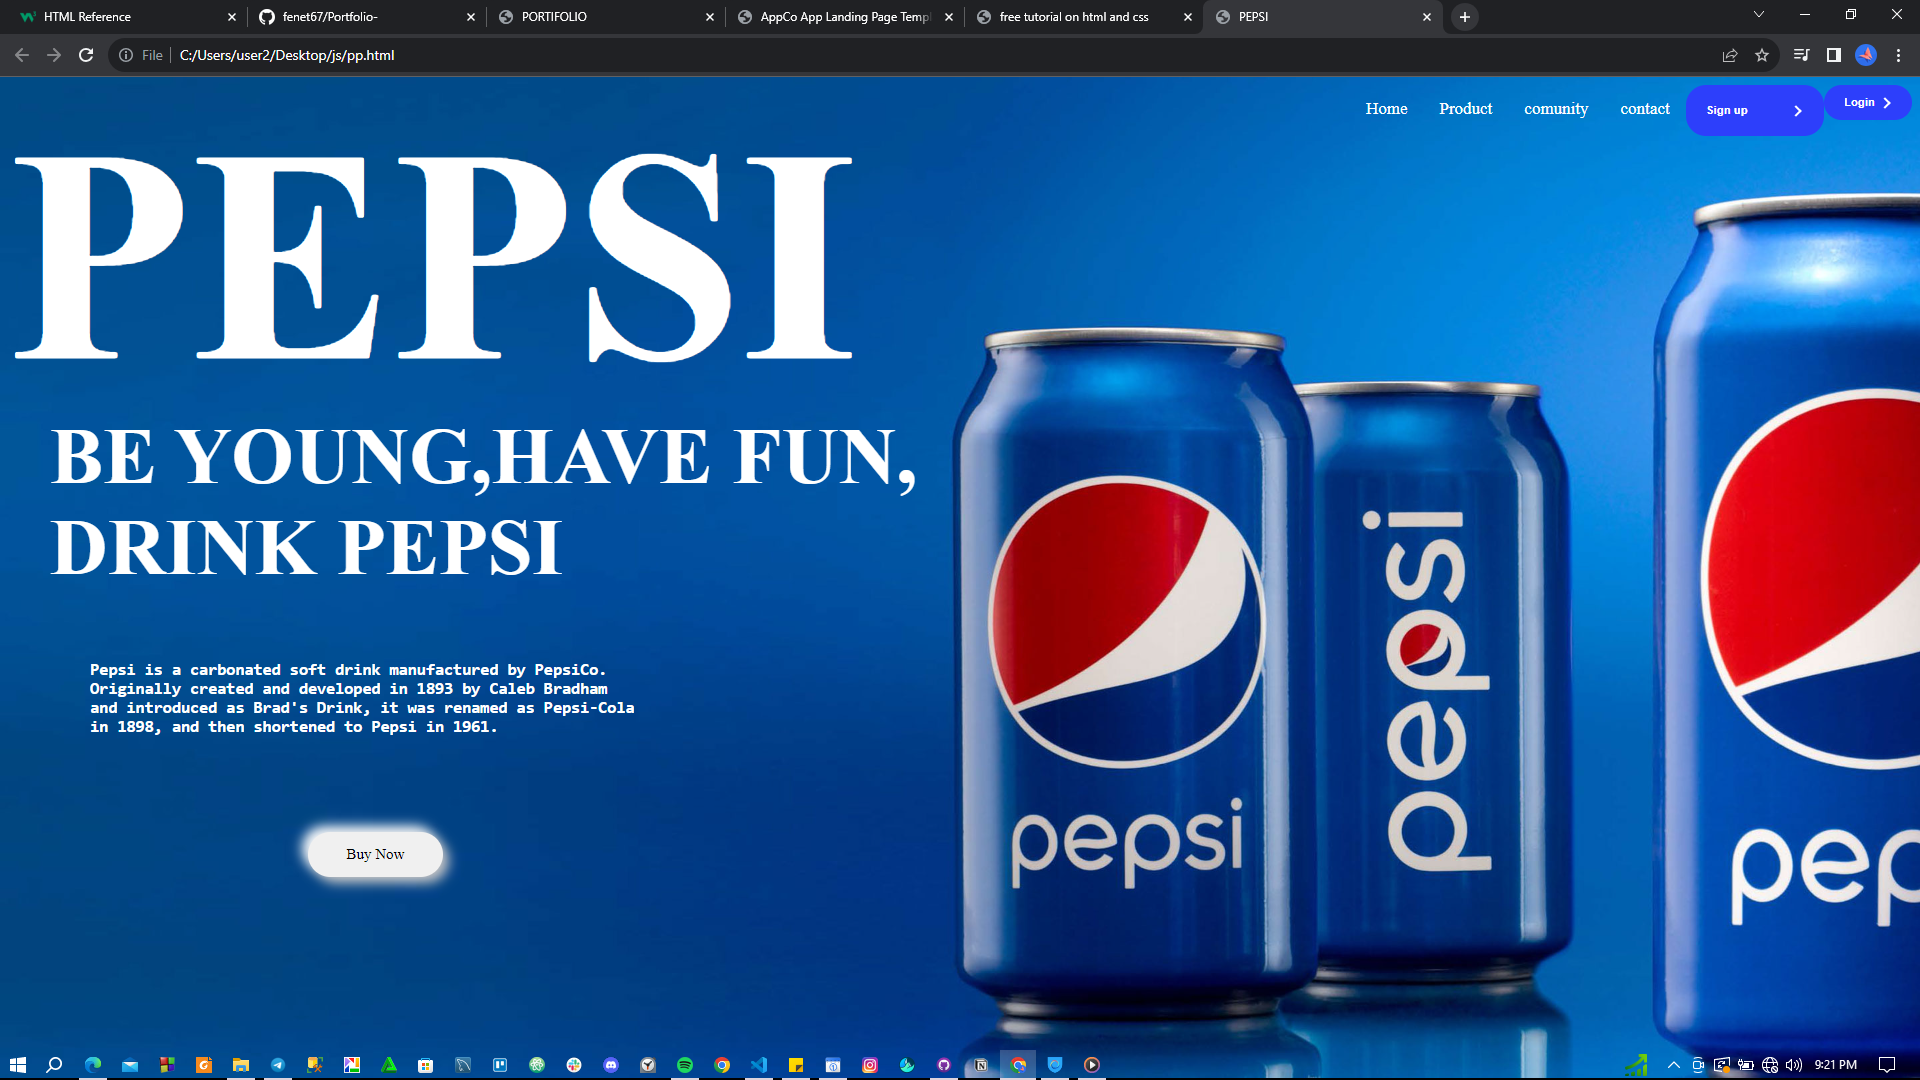 HTML Reference
fenet67/Portfolio-
PORTIFOLIO
AppCo App Landing Page Templ
free tutorial on html and css
PEPSI
File
C:/Users/user2/Desktop/js/pp.html
Home
Product
comunity
contact
Sign up
Login
PEPSI
BE YOUNG,HAVE FUN,
DRINK PEPSI
Pepsi is a carbonated soft drink manufactured by PepsiCo.
Originally created and developed in 1893 by Caleb Bradham
and introduced as Brad's Drink, it was renamed as Pepsi-Cola
in 1898, and then shortened to Pepsi in 1961.
Buy Now
pepsi
pepsi
pep
9:21 PM